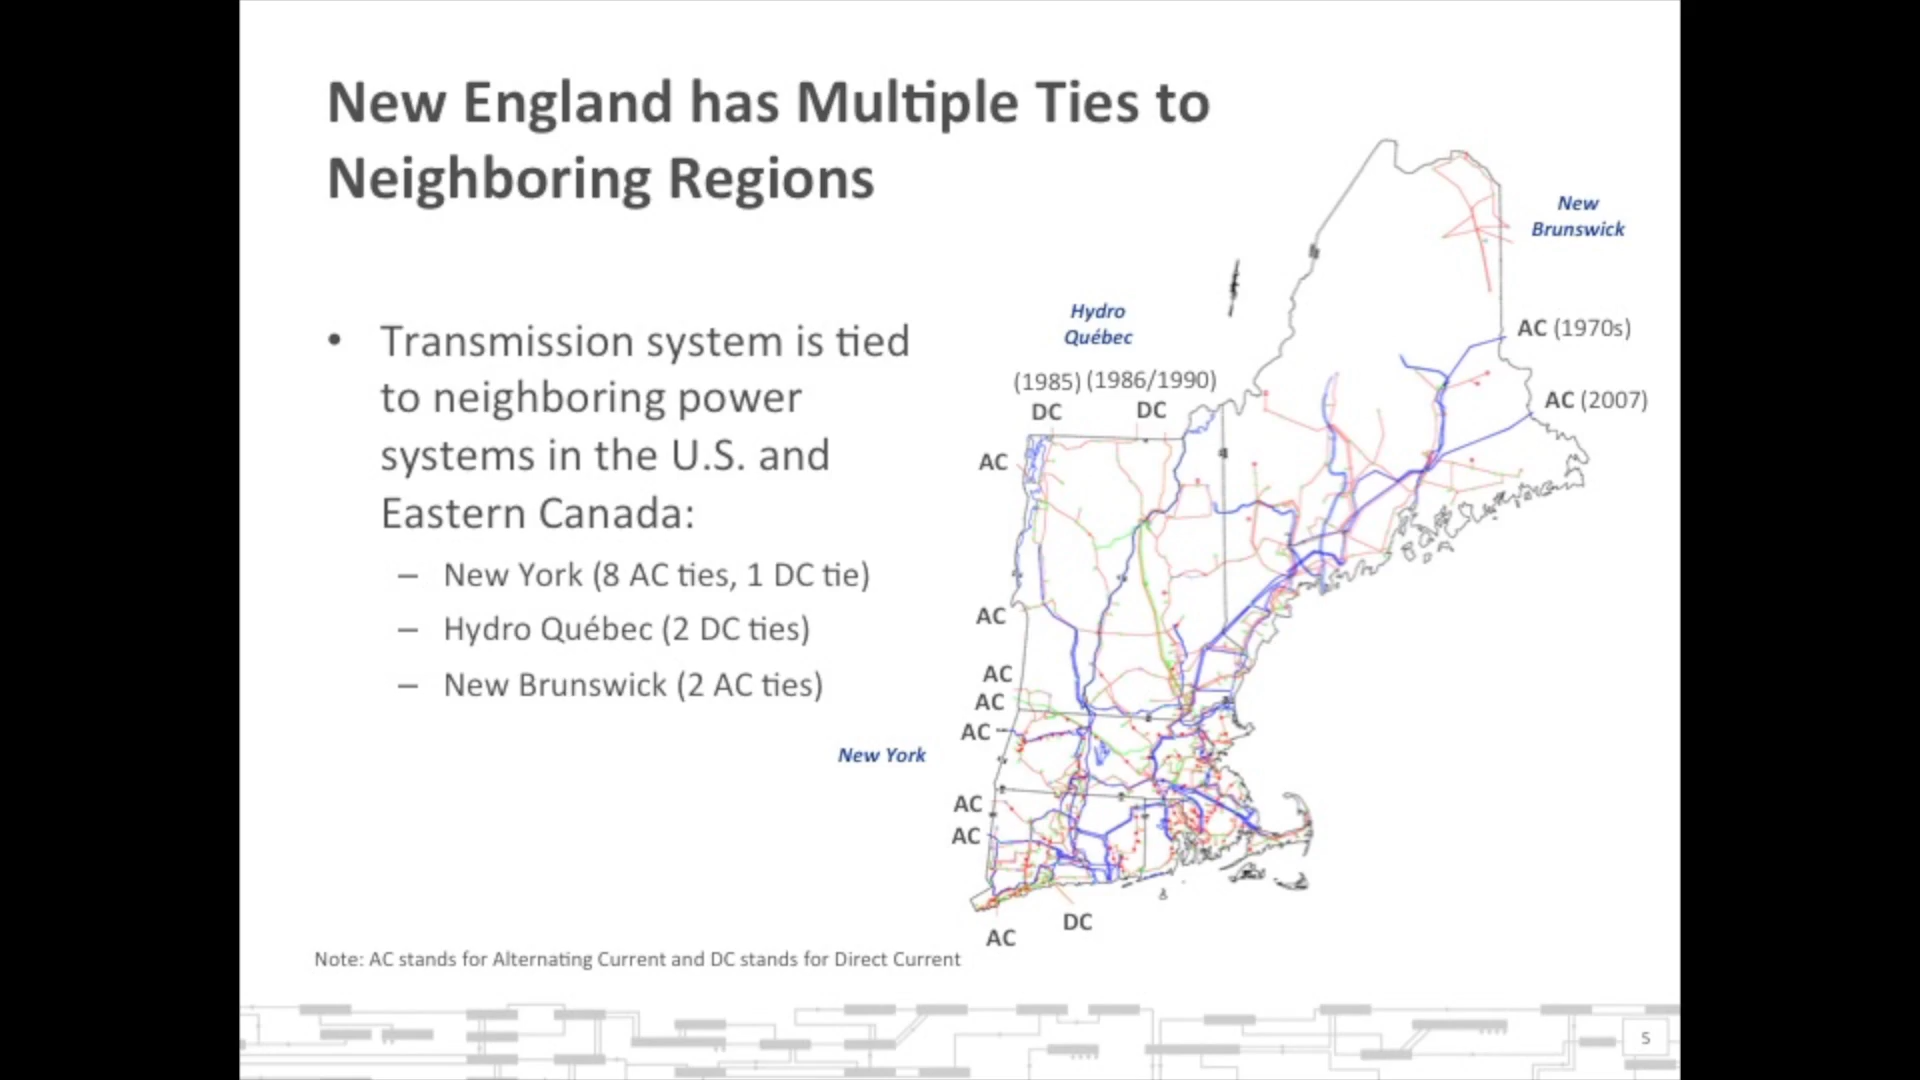 New England has Multiple Ties to
Neighboring Regions
• Transmission system is tied
to neighboring power
systems in the U.S. and
Eastern Canada:
– New York (8 AC ties, 1 DC tie)
– Hydro Québec (2 DC ties)
– New Brunswick (2 AC ties)
New
Brunswick
Hydro
Québec
AC (1970s)
(1985) (1986/1990)
DC DC
AC (2007)
AC
AC
AC
AC
AC
New York
AC
AC
DC
AC
Note: AC stands for Alternating Current and DC stands for Direct Current
5